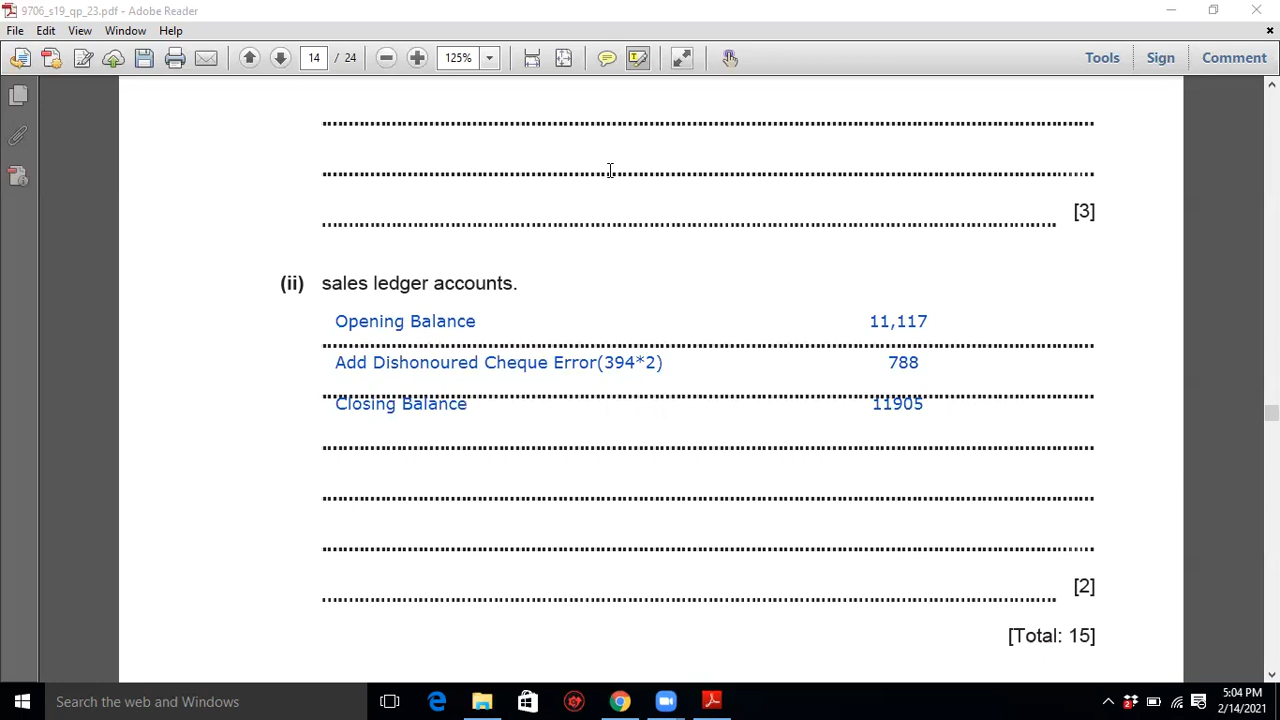 9706_s19_qp_23.pdf - Adobe Reader
File Edit View Window Help
14 / 24 125% Tools Sign Comment
[3]
(ii) sales ledger accounts.
Opening Balance 11,117
Add Dishonoured Cheque Error(394*2) 788
Closing Balance 11905
[2]
[Total: 15]
Search the web and Windows
5:04 PM
2/14/2021